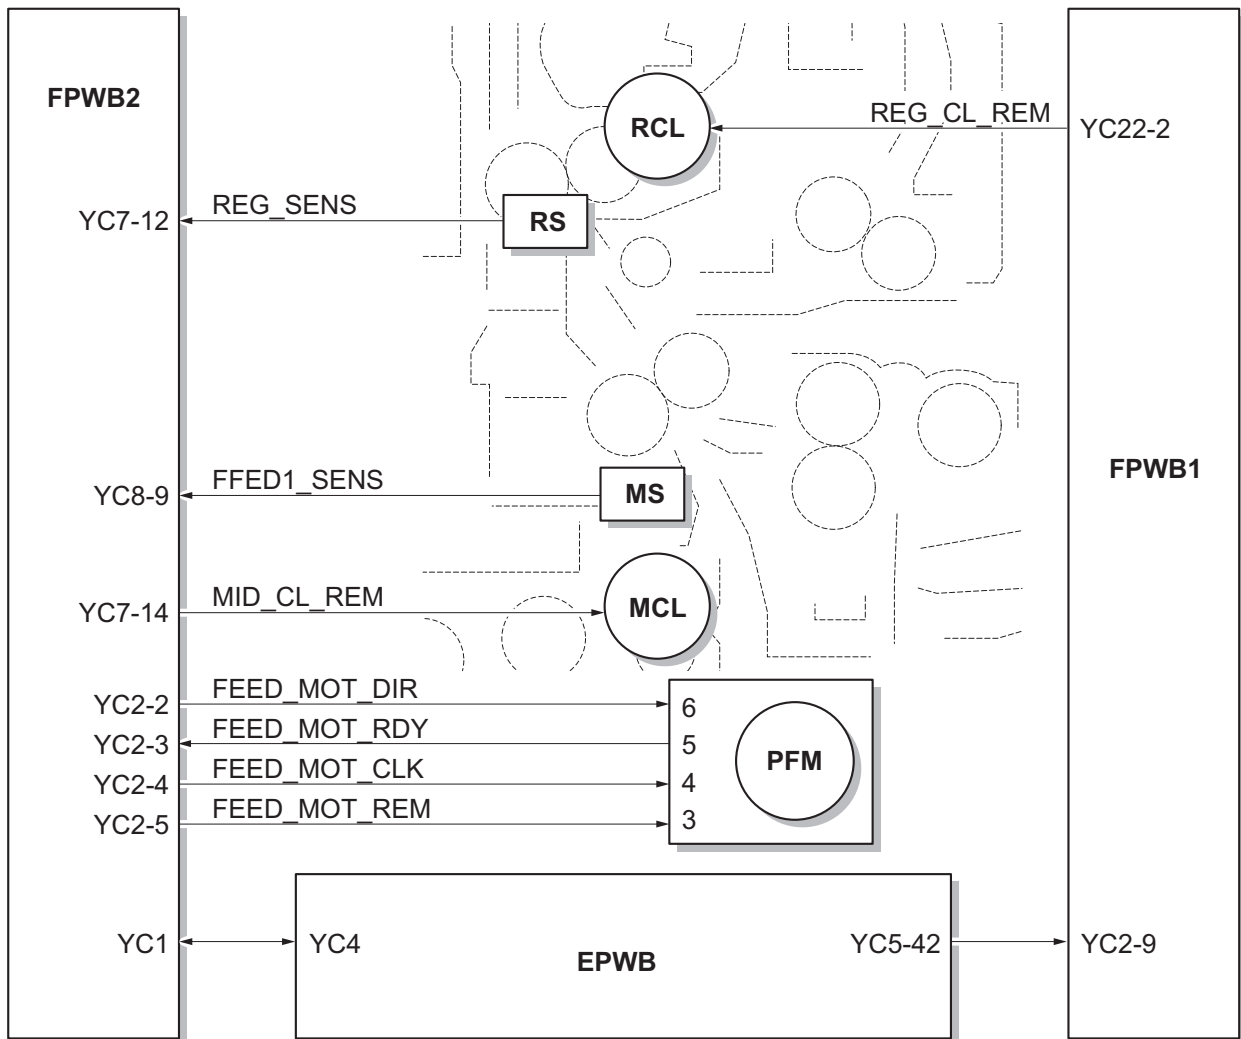 FPWB2
RCL
REG_CL_REM
YC22-2
YC7-12
REG_SENS
RS
FPWB1
YC8-9
FFED1_SENS
MS
YC7-14
MID_CL_REM
MCL
YC2-2
FEED_MOT_DIR
6
YC2-3
FEED_MOT_RDY
5
PFM
YC2-4
FEED_MOT_CLK
4
YC2-5
FEED_MOT_REM
3
YC1
YC4
EPWB
YC5-42
YC2-9